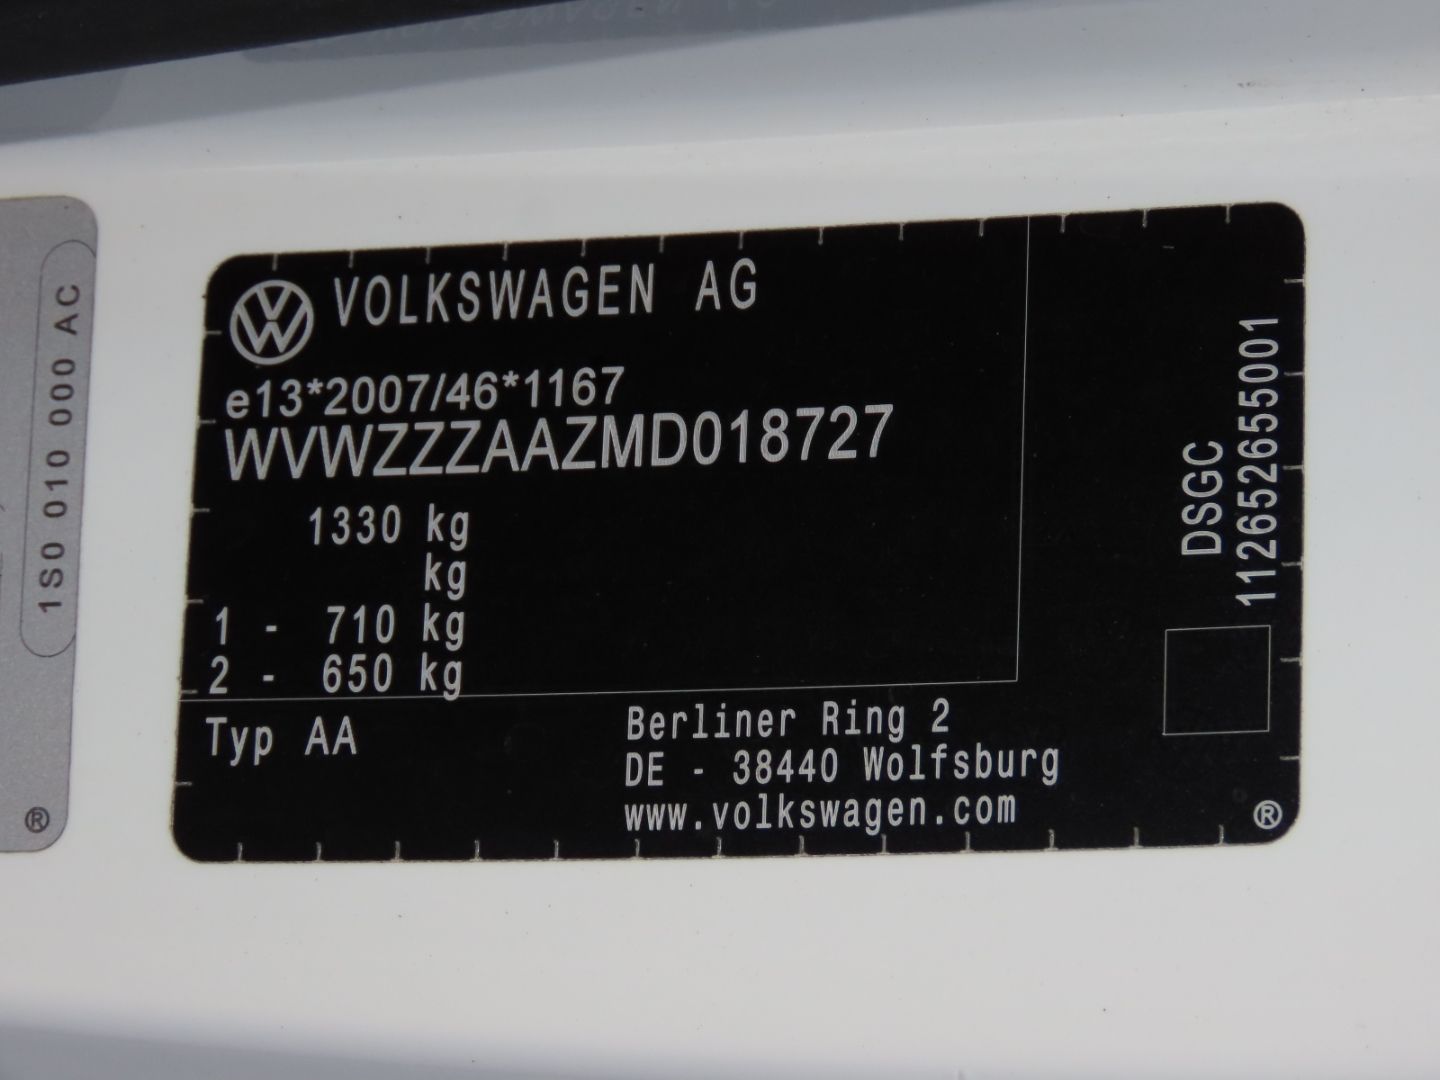 1S0 010 000 AC
®
VOLKSWAGEN AG
e13*2007/46*1167
WVWZZZAAZMD018727
1330 kg
kg
1 - 710 kg
2 - 650 kg
Typ AA
Berliner Ring 2
DE - 38440 Wolfsburg
www.volkswagen.com
DSGC
112652655001
®